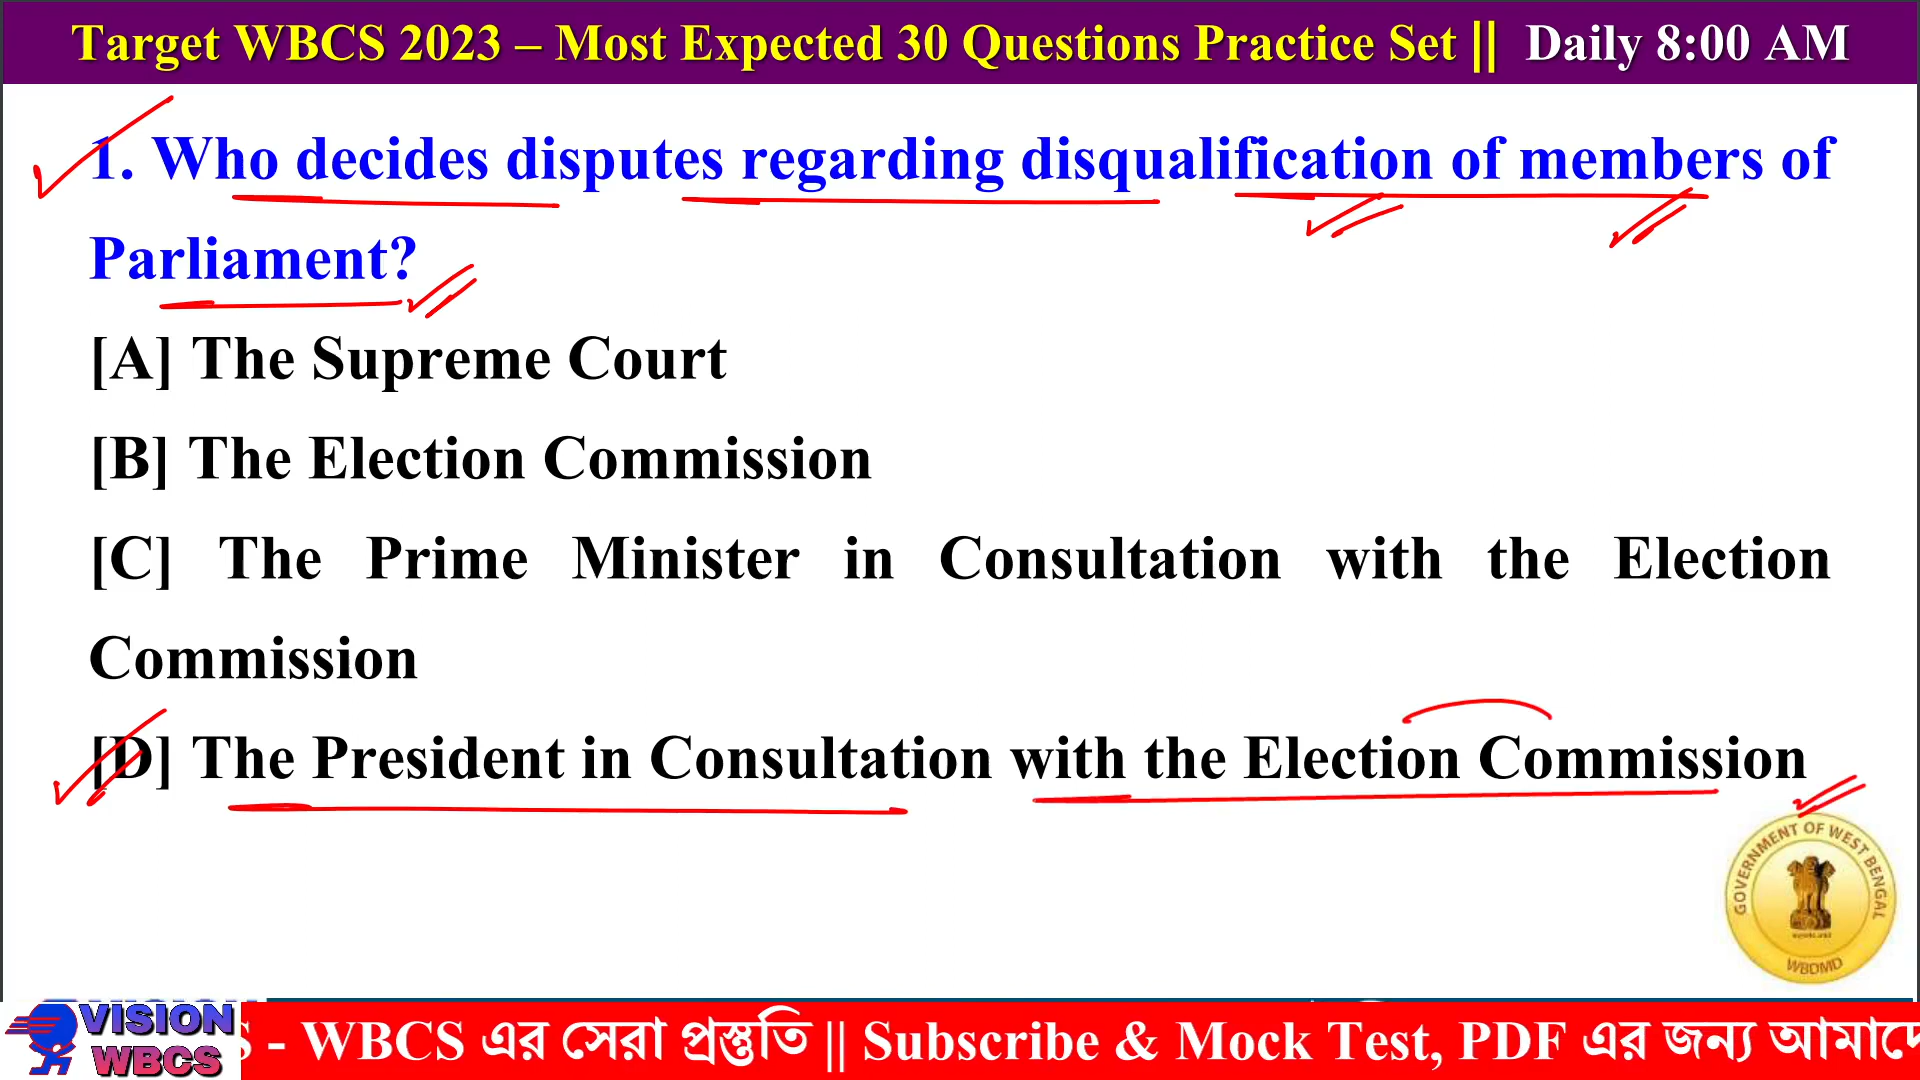 Target WBCS 2023 – Most Expected 30 Questions Practice Set || Daily 8:00 AM
1. Who decides disputes regarding disqualification of members of
Parliament?
[A] The Supreme Court
[B] The Election Commission
[C] The Prime Minister in Consultation with the Election
Commission
[D] The President in Consultation with the Election Commission
GOVERNMENT OF WEST BENGAL
WBDMD
VISION
WBCS
S - WBCS এর সেরা প্রস্তুতি || Subscribe & Mock Test, PDF এর জন্য আমাদে